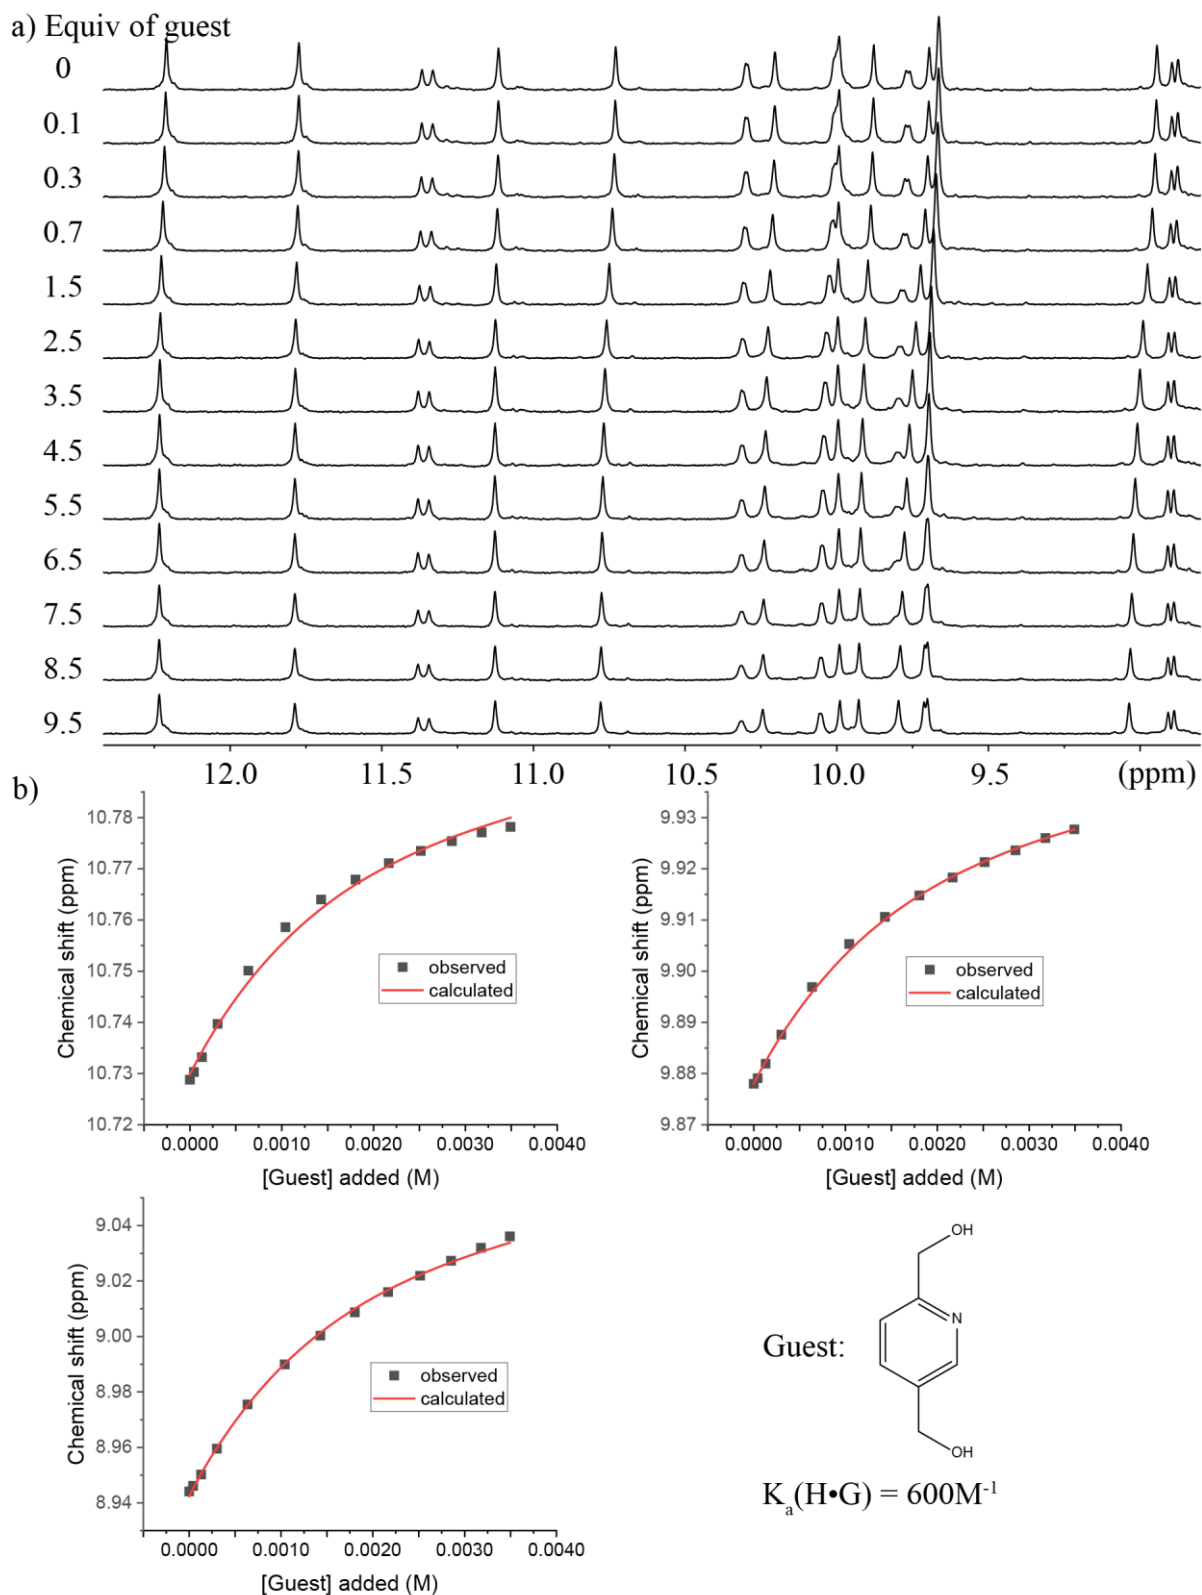 a) Equiv of guest
0
0.1
0.3
0.7
1.5
2.5
3.5
4.5
5.5
6.5
7.5
8.5
9.5
12.0 11.5 11.0 10.5 10.0 9.5 (ppm)
b)
Chemical shift (ppm)
10.78
10.77
10.76
10.75
10.74
10.73
10.72
observed
calculated
0.0000 0.0010 0.0020 0.0030 0.0040
[Guest] added (M)
Chemical shift (ppm)
9.93
9.92
9.91
9.90
9.89
9.88
9.87
observed
calculated
0.0000 0.0010 0.0020 0.0030 0.0040
[Guest] added (M)
Chemical shift (ppm)
9.04
9.02
9.00
8.98
8.96
8.94
observed
calculated
0.0000 0.0010 0.0020 0.0030 0.0040
[Guest] added (M)
OH
Guest:
N
OH
Kₐ(H•G) = 600M⁻¹